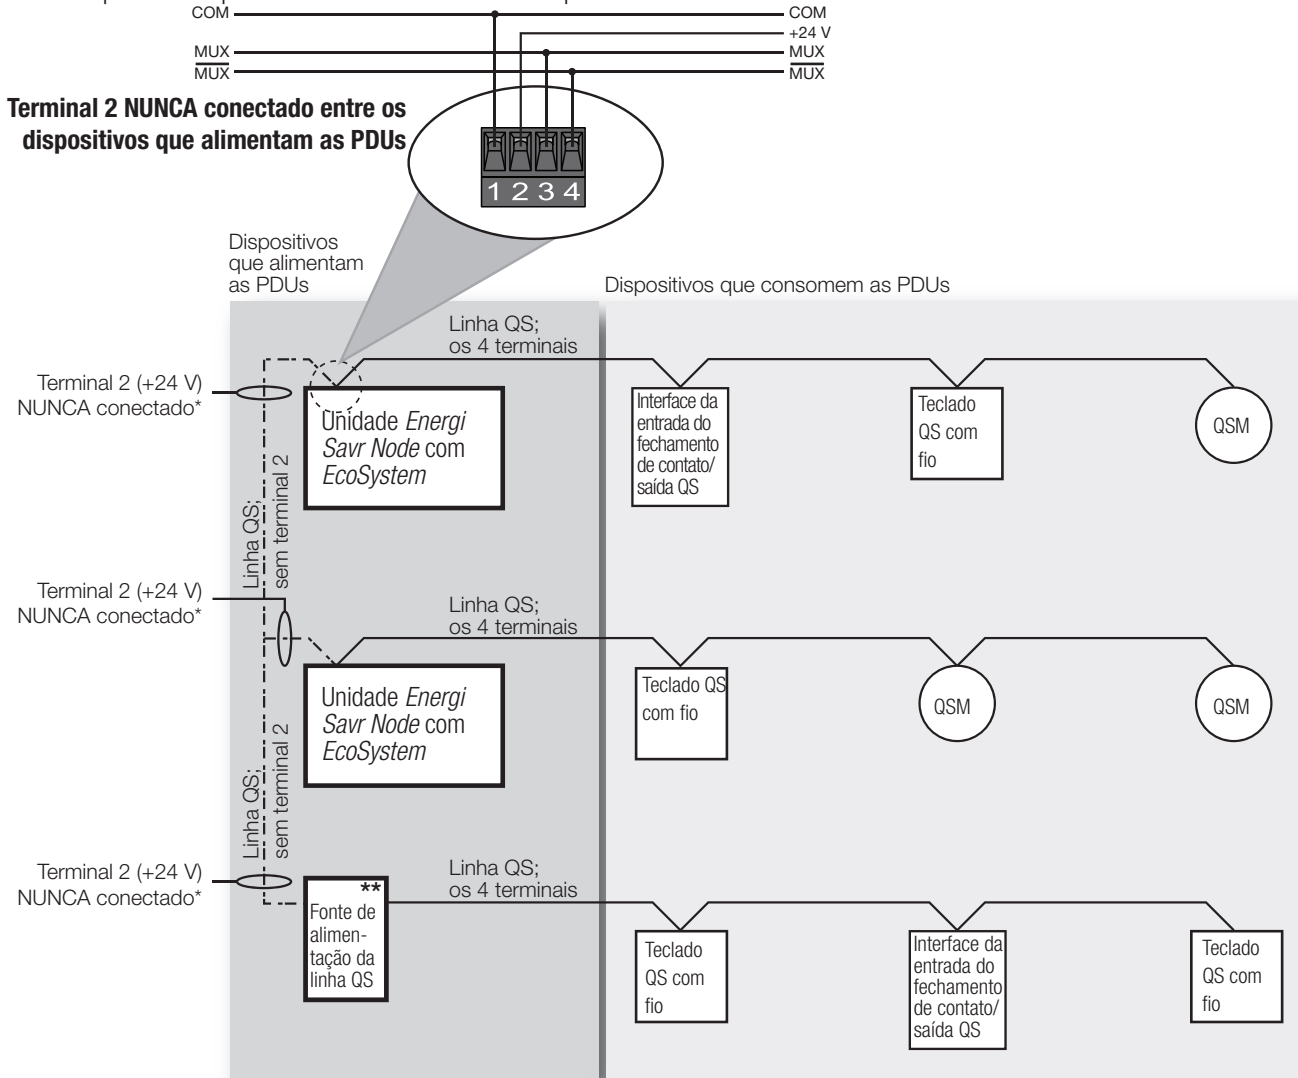 COM
COM
+24 V
MUX
MUX
MUX
MUX
Terminal 2 NUNCA conectado entre os
dispositivos que alimentam as PDUs
1 2 3 4
Dispositivos
que alimentam
as PDUs
Dispositivos que consomem as PDUs
Linha QS;
os 4 terminais
Terminal 2 (+24 V)
NUNCA conectado*
Unidade Energi
Savr Node com
EcoSystem
Interface da
entrada do
fechamento
de contato/
saída QS
Teclado
QS com
fio
QSM
Linha QS;
sem terminal 2
Terminal 2 (+24 V)
NUNCA conectado*
Linha QS;
os 4 terminais
Unidade Energi
Savr Node com
EcoSystem
Teclado QS
com fio
QSM
QSM
Linha QS;
sem terminal 2
Terminal 2 (+24 V)
NUNCA conectado*
Linha QS;
os 4 terminais
**
Fonte de
alimen-
tação da
linha QS
Teclado
QS com
fio
Interface da
entrada do
fechamento
de contato/
saída QS
Teclado
QS com
fio